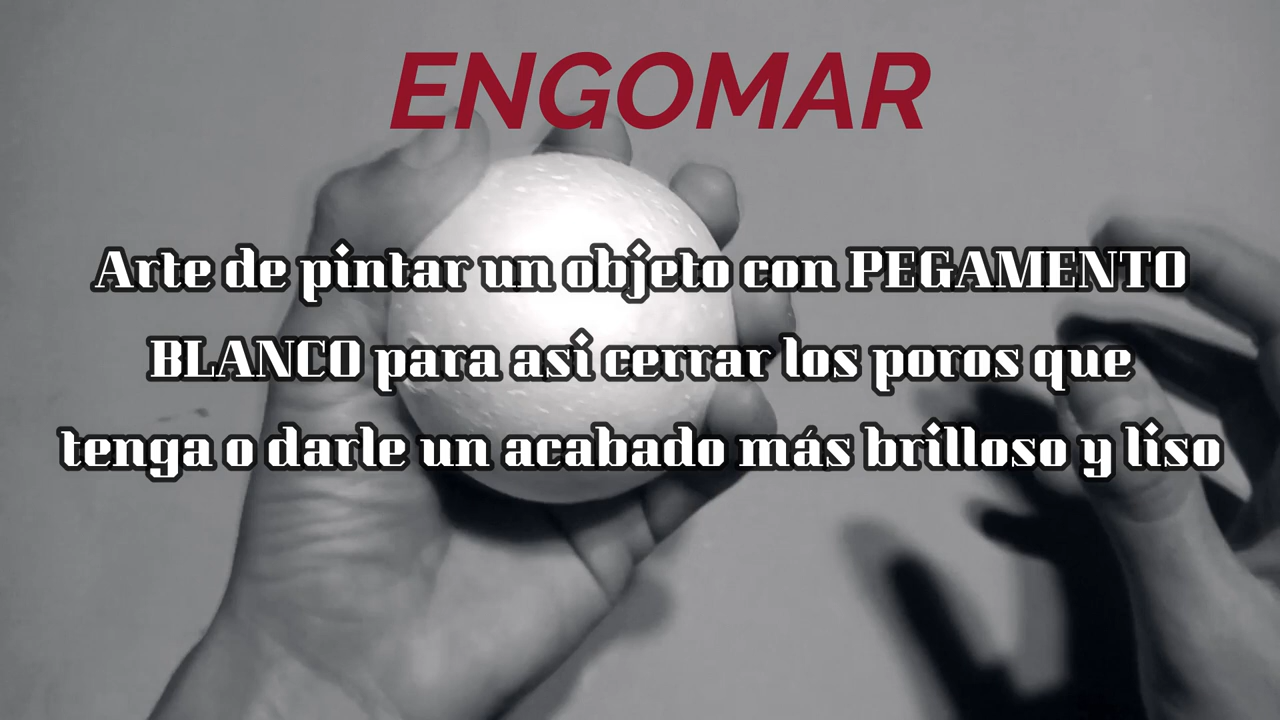 ENGOMAR
Arte de pintar un objeto con PEGAMENTO
BLANCO para así cerrar los poros que
tenga o darle un acabado más brilloso y liso